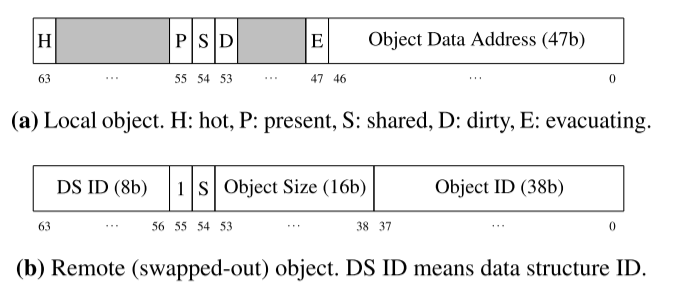 H P S D E Object Data Address (47b)
63 ... 55 54 53 ... 47 46 ... 0
(a) Local object. H: hot, P: present, S: shared, D: dirty, E: evacuating.
DS ID (8b) 1 S Object Size (16b) Object ID (38b)
63 ... 56 55 54 53 ... 38 37 ... 0
(b) Remote (swapped-out) object. DS ID means data structure ID.